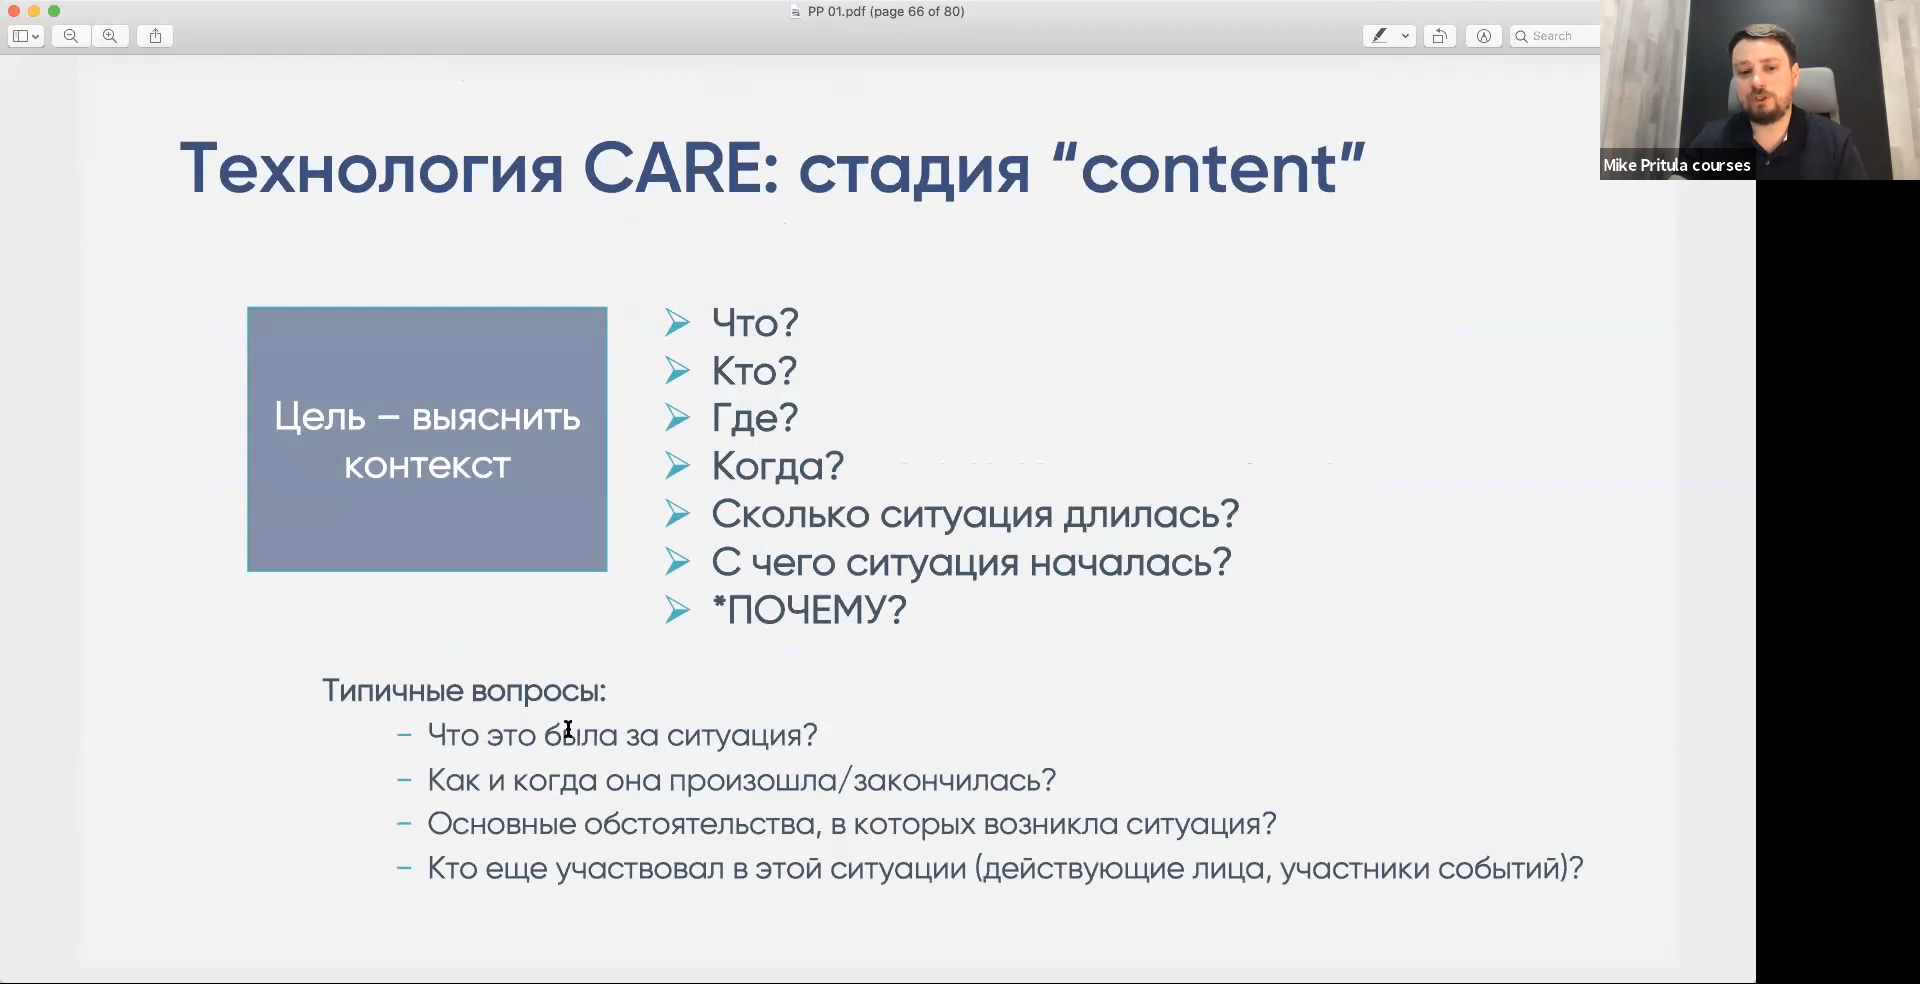 PP 01.pdf (page 66 of 80)
Search
Mike Pritula courses
Технология CARE: стадия “content”
Цель – выяснить
контекст
Что?
Кто?
Где?
Когда?
Сколько ситуация длилась?
С чего ситуация началась?
*ПОЧЕМУ?
Типичные вопросы:
– Что это была за ситуация?
– Как и когда она произошла/закончилась?
– Основные обстоятельства, в которых возникла ситуация?
– Кто еще участвовал в этой ситуации (действующие лица, участники событий)?